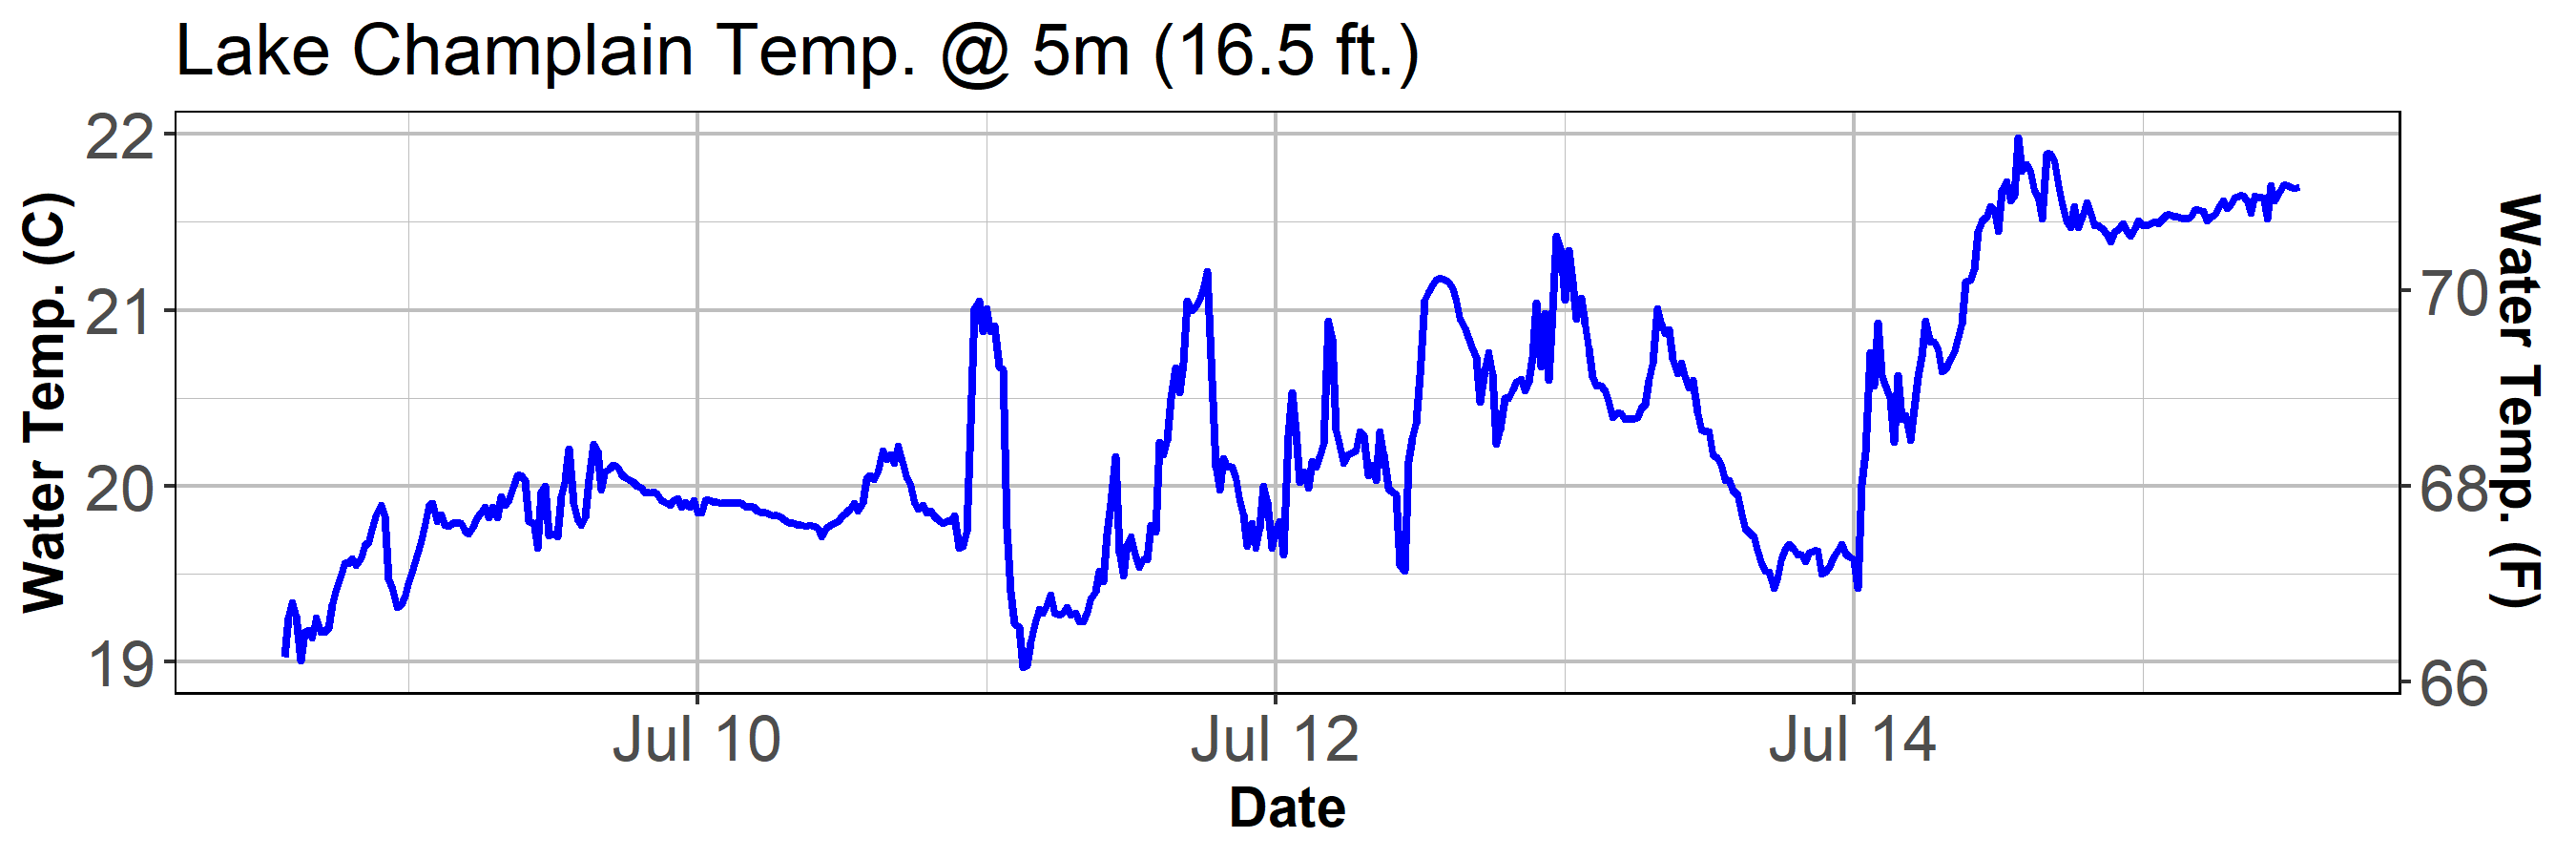 Lake Champlain Temp. @ 5m (16.5 ft.)
Water Temp. (C)
22
21
20
19
70
68
66
Water Temp. (F)
Jul 10 Jul 12 Jul 14
Date